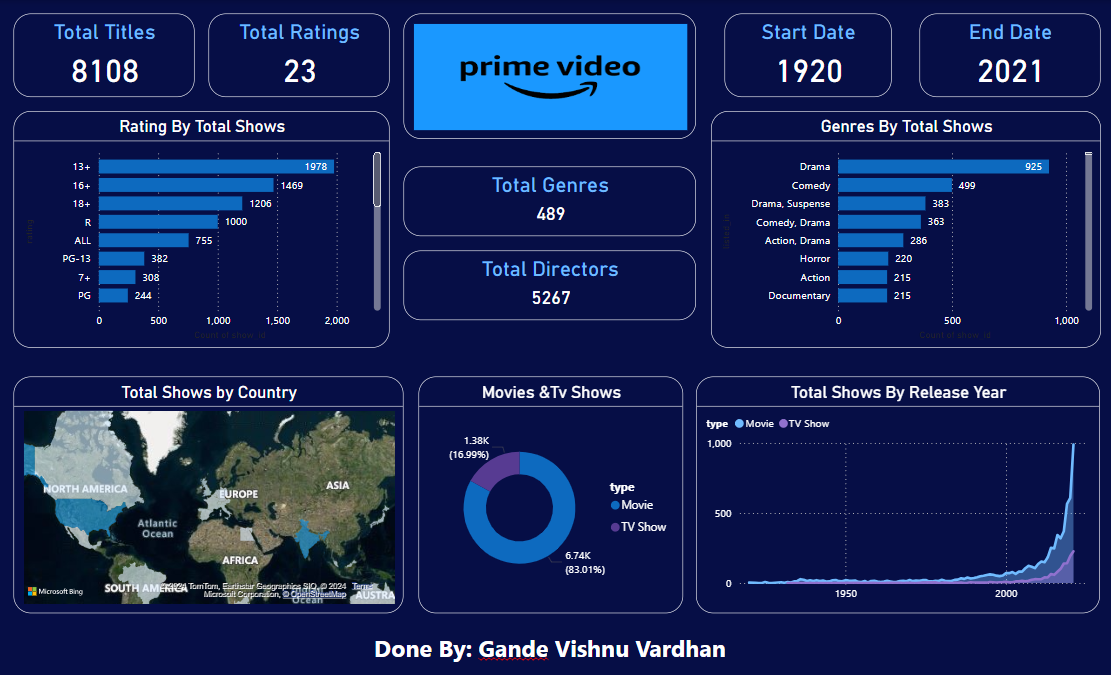 Total Titles
8108
Total Ratings
23
prime video
Start Date
1920
End Date
2021
Rating By Total Shows
13+ 1978
16+ 1469
18+ 1206
R 1000
ALL 755
PG-13 382
7+ 308
PG 244
0 500 1,000 1,500 2,000
rating
Count of show_id
Total Genres
489
Total Directors
5267
Genres By Total Shows
Drama 925
Comedy 499
Drama, Suspense 383
Comedy, Drama 363
Action, Drama 286
Horror 220
Action 215
Documentary 215
0 500 1,000
listed_in
Count of show_id
Total Shows by Country
NORTH AMERICA
EUROPE
ASIA
Atlantic
Ocean
AFRICA
SOUTH AMERICA
Indian
Ocean
AUSTRA
Microsoft Bing
© 2024 TomTom, Earthstar Geographics SIO, © 2024
Microsoft Corporation, © OpenStreetMap
Terms
Movies &Tv Shows
1.38K
(16.99%)
6.74K
(83.01%)
type
Movie
TV Show
Total Shows By Release Year
type Movie TV Show
1,000
500
0
1950 2000
Done By: Gande Vishnu Vardhan